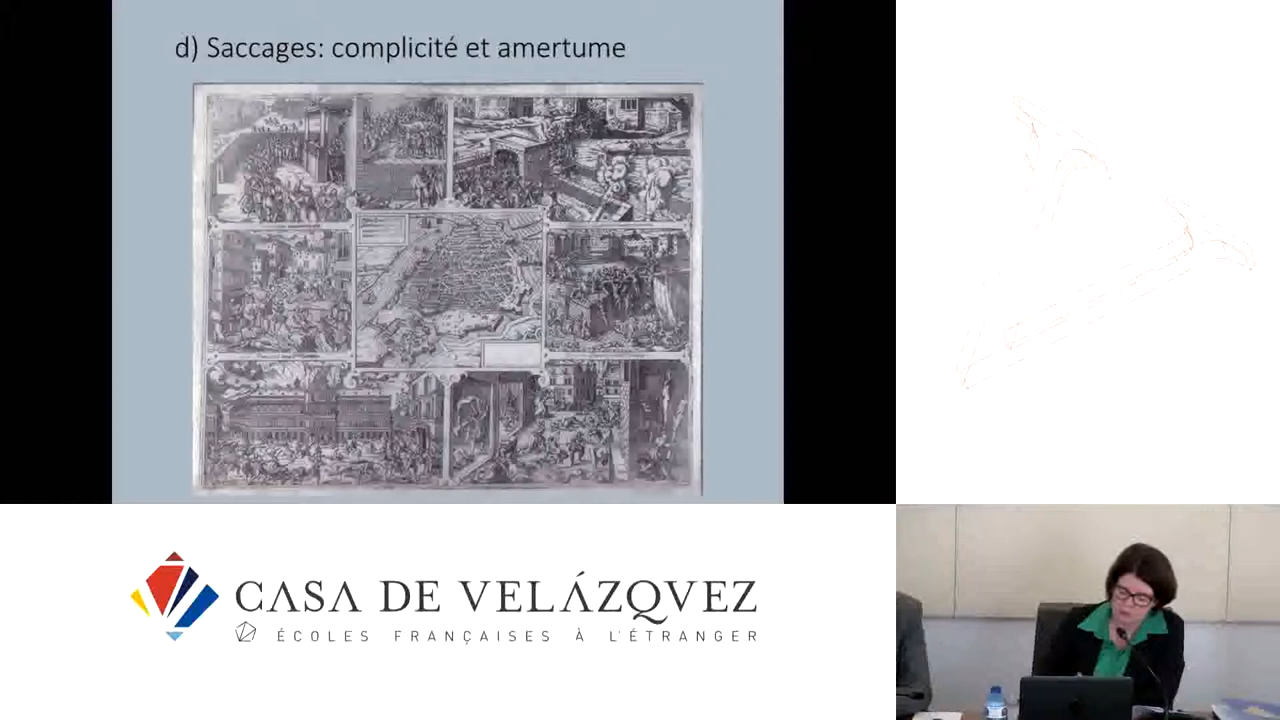 d) Saccages: complicité et amertume
CASA DE VELÁZQVEZ
ÉCOLES FRANÇAISES À L'ÉTRANGER